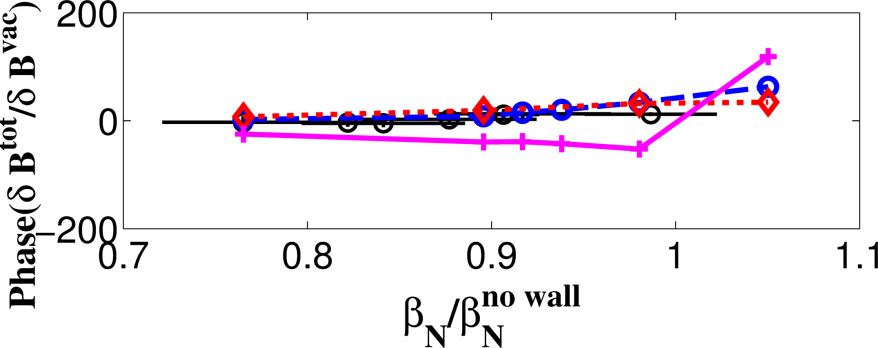 Phase(δ B^tot/δ B^vac)
200
0
−200
0.7 0.8 0.9 1 1.1
β_N/β_N^no wall